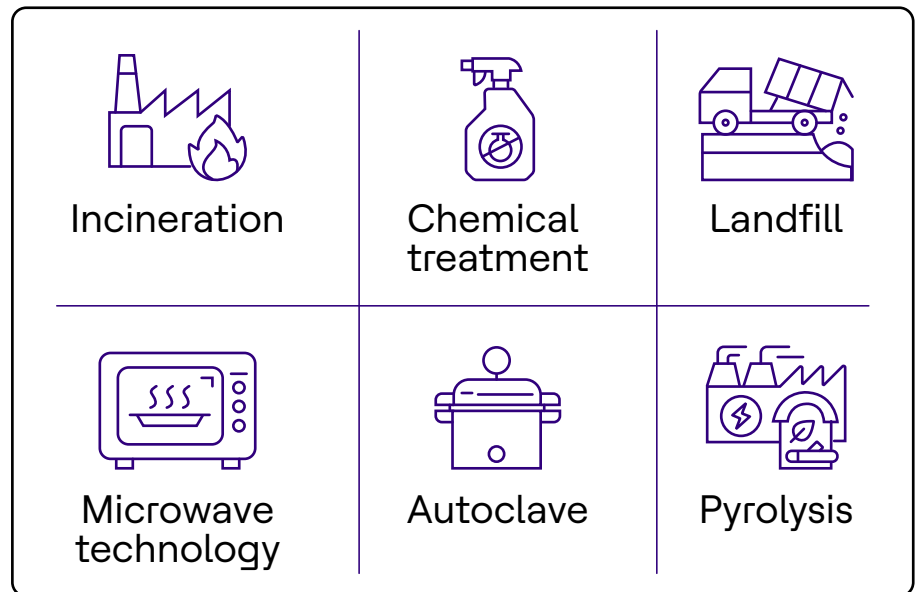 Incineration
Chemical
treatment
Landfill
Microwave
technology
Autoclave
Pyrolysis